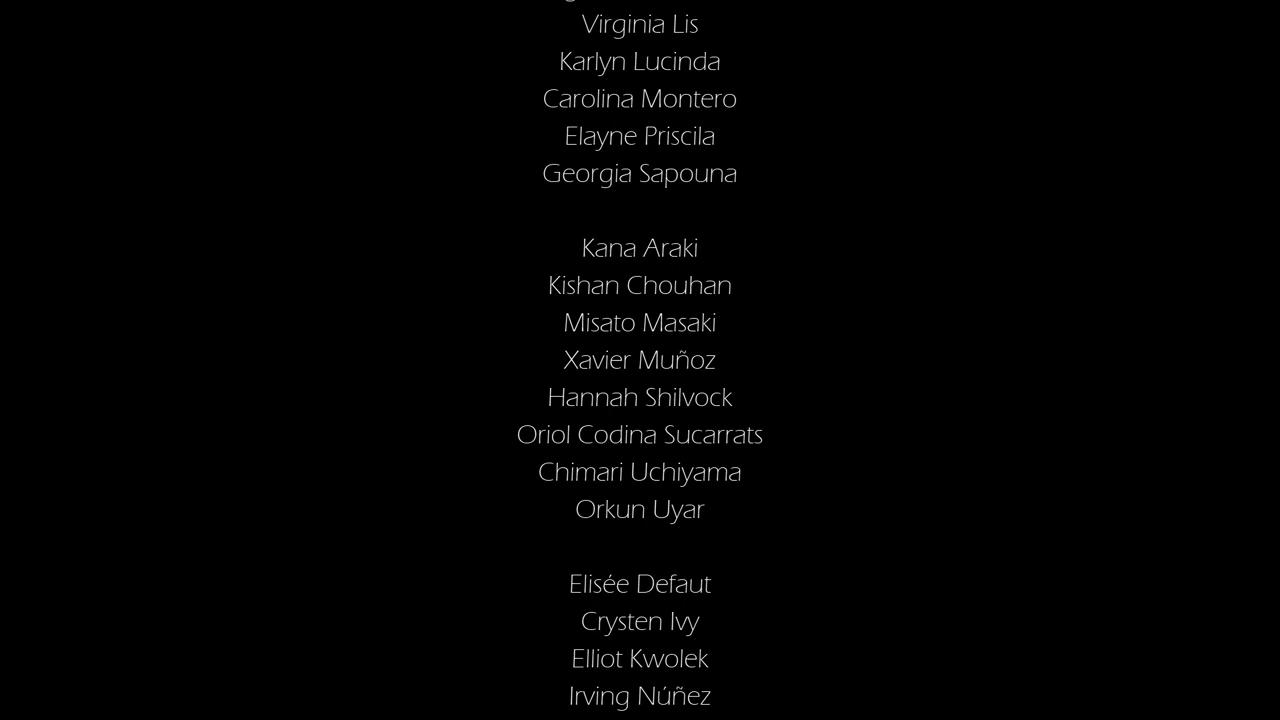 Virginia Lis
Karlyn Lucinda
Carolina Montero
Elayne Priscila
Georgia Sapouna
Kana Araki
Kishan Chouhan
Misato Masaki
Xavier Muñoz
Hannah Shilvock
Oriol Codina Sucarrats
Chimari Uchiyama
Orkun Uyar
Elisée Defaut
Crysten Ivy
Elliot Kwolek
Irving Núñez